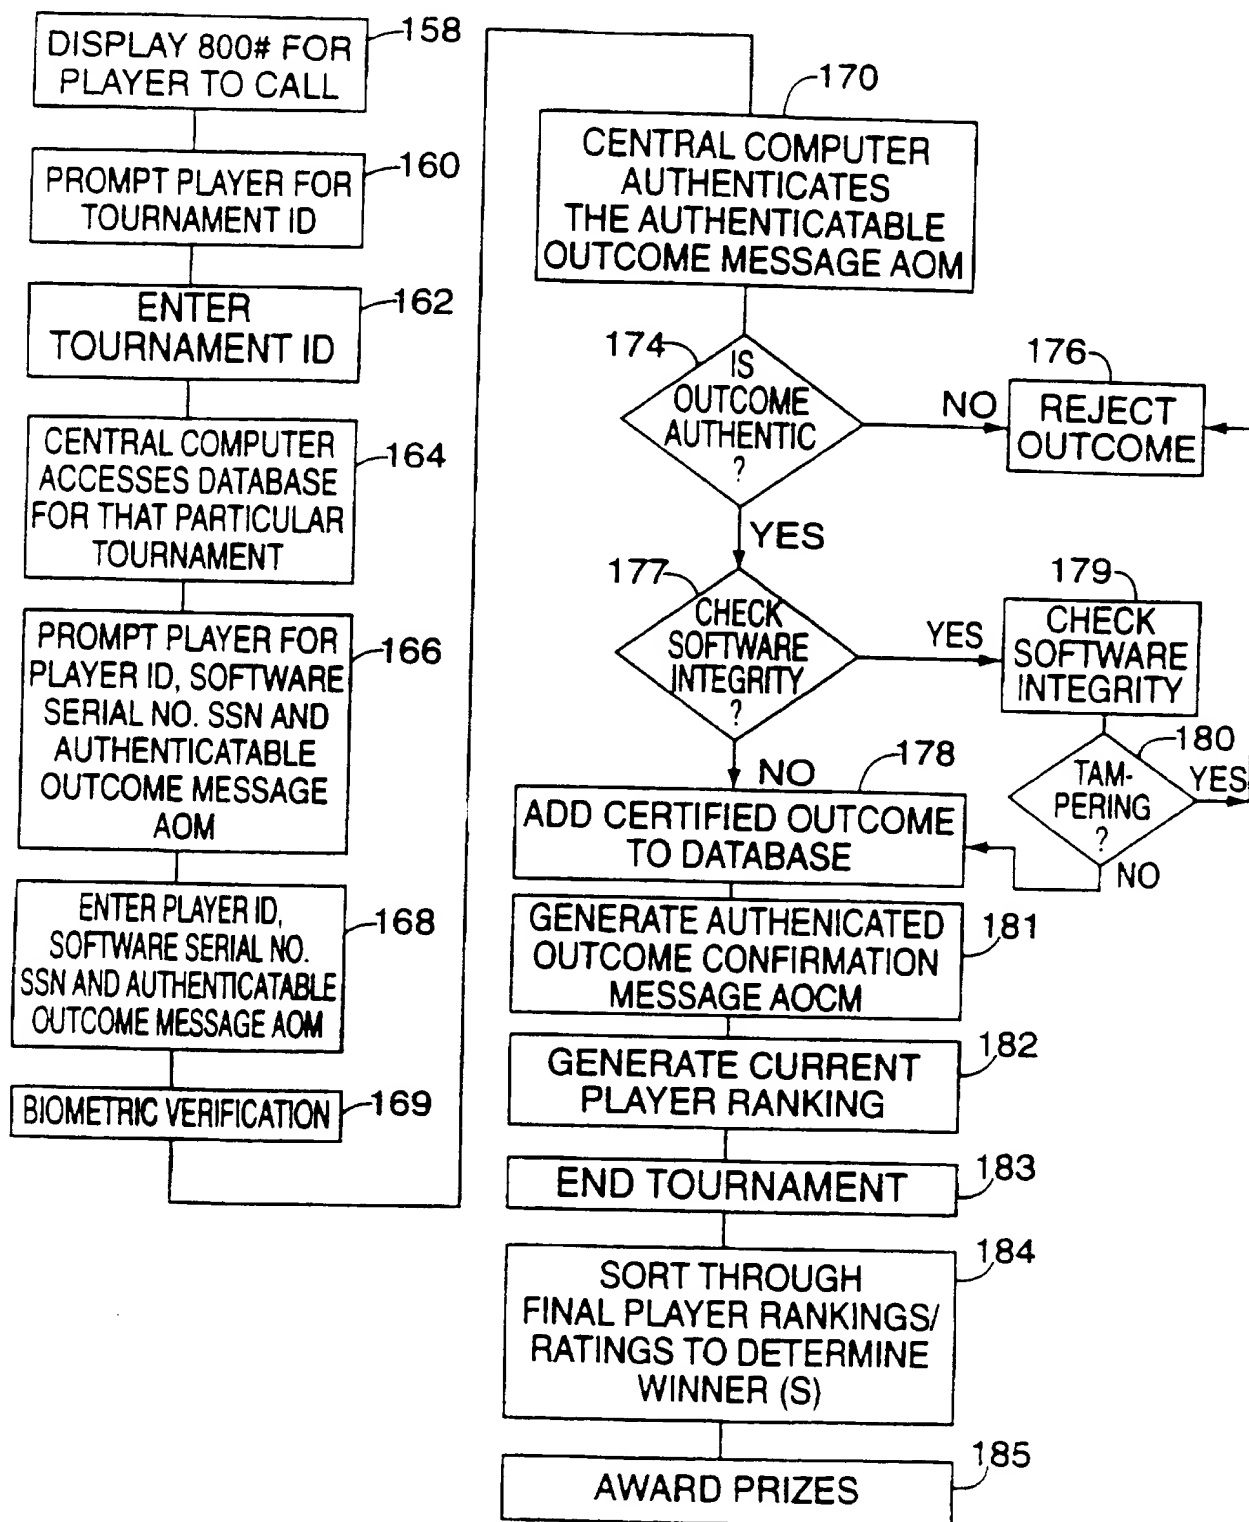 DISPLAY 800# FOR
PLAYER TO CALL
158
PROMPT PLAYER FOR
TOURNAMENT ID
160
ENTER
TOURNAMENT ID
162
CENTRAL COMPUTER
ACCESSES DATABASE
FOR THAT PARTICULAR
TOURNAMENT
164
PROMPT PLAYER FOR
PLAYER ID, SOFTWARE
SERIAL NO. SSN AND
AUTHENTICATABLE
OUTCOME MESSAGE
AOM
166
ENTER PLAYER ID,
SOFTWARE SERIAL NO.
SSN AND AUTHENTICATABLE
OUTCOME MESSAGE AOM
168
BIOMETRIC VERIFICATION
169
170
CENTRAL COMPUTER
AUTHENTICATES
THE AUTHENTICATABLE
OUTCOME MESSAGE AOM
174
IS
OUTCOME
AUTHENTIC
?
NO
176
REJECT
OUTCOME
YES
177
CHECK
SOFTWARE
INTEGRITY
?
YES
179
CHECK
SOFTWARE
INTEGRITY
180
TAM-
PERING
?
YES
NO
NO
178
ADD CERTIFIED OUTCOME
TO DATABASE
GENERATE AUTHENICATED
OUTCOME CONFIRMATION
MESSAGE AOCM
181
GENERATE CURRENT
PLAYER RANKING
182
END TOURNAMENT
183
SORT THROUGH
FINAL PLAYER RANKINGS/
RATINGS TO DETERMINE
WINNER (S)
184
AWARD PRIZES
185